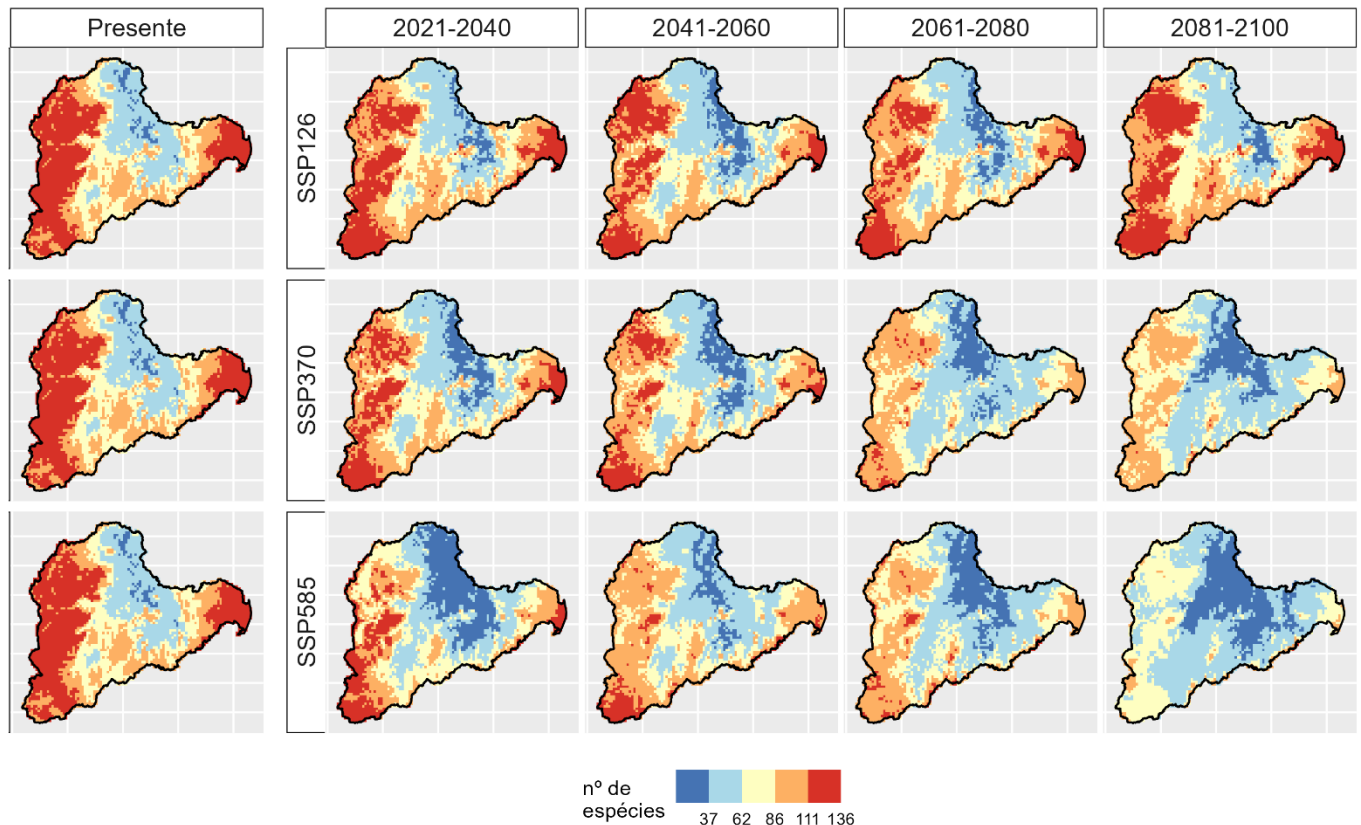 Presente
2021-2040
2041-2060
2061-2080
2081-2100
SSP126
SSP370
SSP585
nº de
espécies
37 62 86 111 136